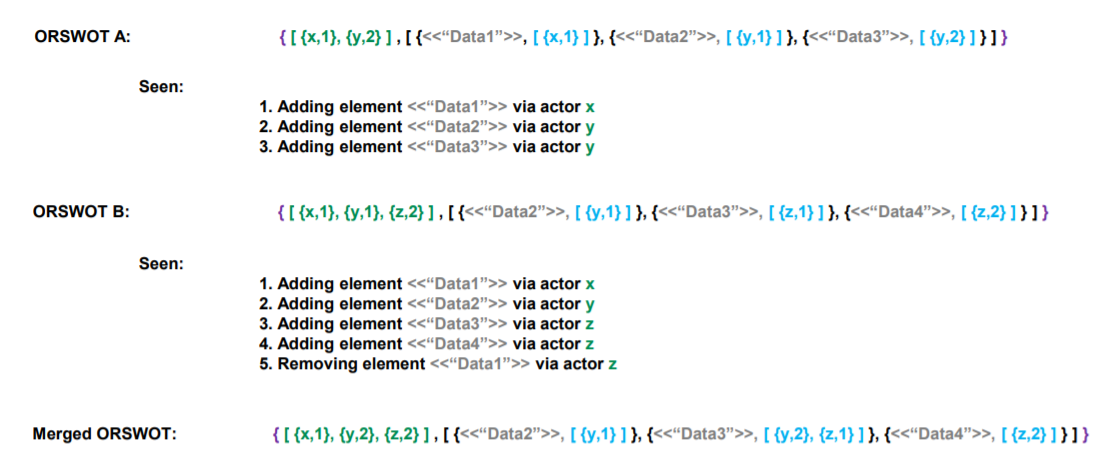 ORSWOT A: { [ {x,1}, {y,2} ] , [ {<<“Data1”>>, [ {x,1} ] }, {<<“Data2”>>, [ {y,1} ] }, {<<“Data3”>>, [ {y,2} ] } ] }
Seen:
1. Adding element <<“Data1”>> via actor x
2. Adding element <<“Data2”>> via actor y
3. Adding element <<“Data3”>> via actor y
ORSWOT B: { [ {x,1}, {y,1}, {z,2} ] , [ {<<“Data2”>>, [ {y,1} ] }, {<<“Data3”>>, [ {z,1} ] }, {<<“Data4”>>, [ {z,2} ] } ] }
Seen:
1. Adding element <<“Data1”>> via actor x
2. Adding element <<“Data2”>> via actor y
3. Adding element <<“Data3”>> via actor z
4. Adding element <<“Data4”>> via actor z
5. Removing element <<“Data1”>> via actor z
Merged ORSWOT: { [ {x,1}, {y,2}, {z,2} ] , [ {<<“Data2”>>, [ {y,1} ] }, {<<“Data3”>>, [ {y,2}, {z,1} ] }, {<<“Data4”>>, [ {z,2} ] } ] }